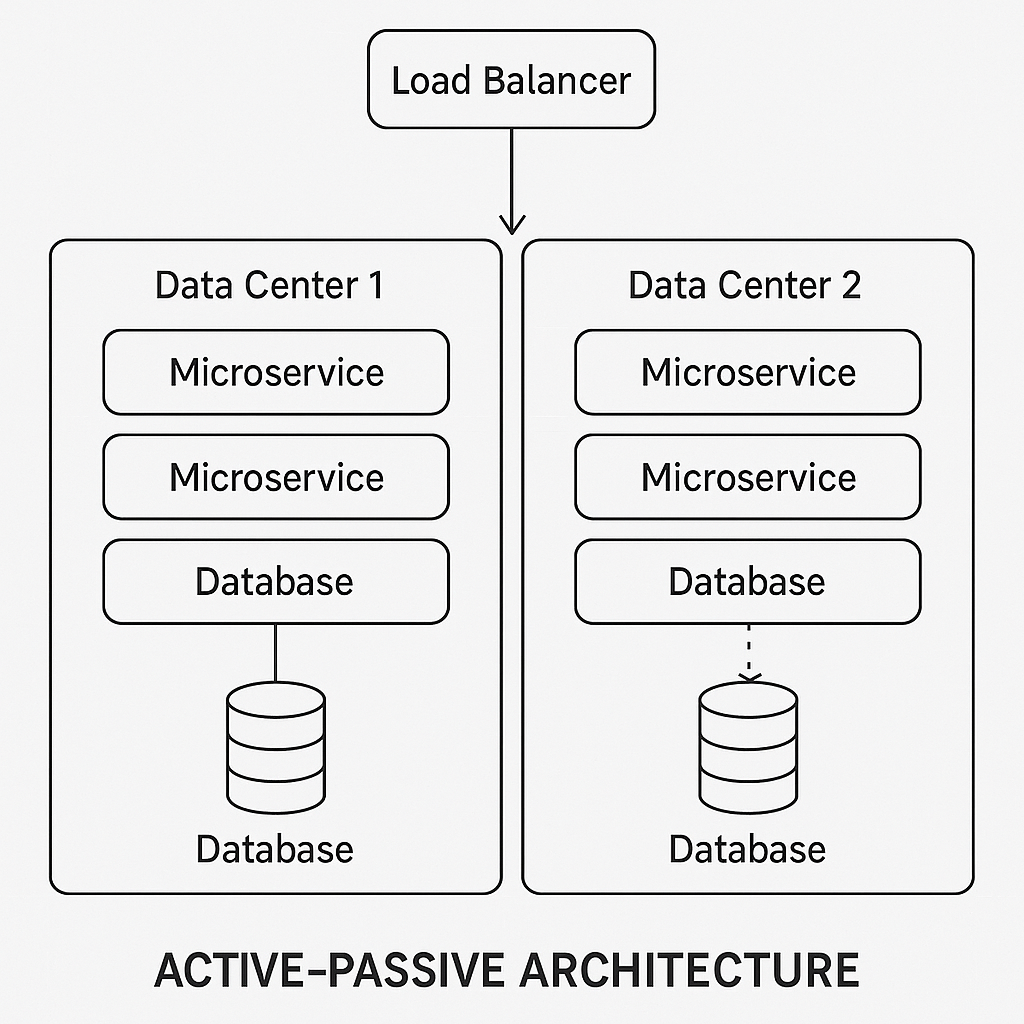 Load Balancer
Data Center 1
Microservice
Microservice
Database
Database
Data Center 2
Microservice
Microservice
Database
Database
ACTIVE–PASSIVE ARCHITECTURE